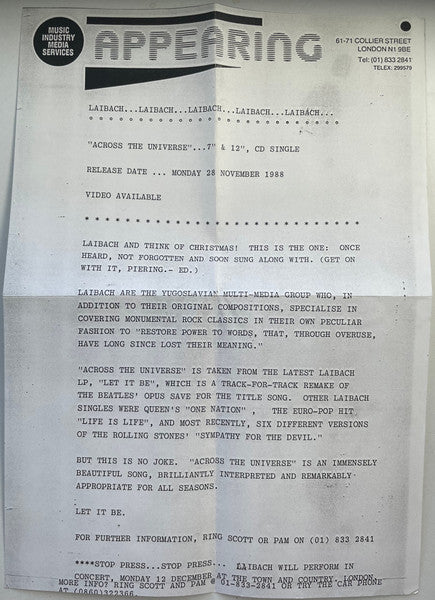 MUSIC
INDUSTRY
MEDIA
SERVICES
APPEARING
61-71 COLLIER STREET
LONDON N1 9BE
Tel: (01) 833 2841
TELEX: 299579
LAIBACH...LAIBACH...LAIBACH...LAIBACH...LAIBACH...
"ACROSS THE UNIVERSE"...7" & 12", CD SINGLE
RELEASE DATE ... MONDAY 28 NOVEMBER 1988
VIDEO AVAILABLE
* * * * * * * * * * * * * * * * * * * * * * * * * * * *
LAIBACH AND THINK OF CHRISTMAS! THIS IS THE ONE: ONCE
HEARD, NOT FORGOTTEN AND SOON SUNG ALONG WITH. (GET ON
WITH IT, PIERING.- ED.)
LAIBACH ARE THE YUGOSLAVIAN MULTI-MEDIA GROUP WHO, IN
ADDITION TO THEIR ORIGINAL COMPOSITIONS, SPECIALISE IN
COVERING MONUMENTAL ROCK CLASSICS IN THEIR OWN PECULIAR
FASHION TO "RESTORE POWER TO WORDS, THAT, THROUGH OVERUSE,
HAVE LONG SINCE LOST THEIR MEANING."
"ACROSS THE UNIVERSE" IS TAKEN FROM THE LATEST LAIBACH
LP, "LET IT BE", WHICH IS A TRACK-FOR-TRACK REMAKE OF
THE BEATLES' OPUS SAVE FOR THE TITLE SONG. OTHER LAIBACH
SINGLES WERE QUEEN'S "ONE NATION" , THE EURO-POP HIT
"LIFE IS LIFE", AND MOST RECENTLY, SIX DIFFERENT VERSIONS
OF THE ROLLING STONES' "SYMPATHY FOR THE DEVIL."
BUT THIS IS NO JOKE. "ACROSS THE UNIVERSE" IS AN IMMENSELY
BEAUTIFUL SONG, BRILLIANTLY INTERPRETED AND REMARKABLY
APPROPRIATE FOR ALL SEASONS.
LET IT BE.
FOR FURTHER INFORMATION, RING SCOTT OR PAM ON (01) 833 2841
****STOP PRESS...STOP PRESS... LAIBACH WILL PERFORM IN
CONCERT, MONDAY 12 DECEMBER AT THE TOWN AND COUNTRY, LONDON.
MORE INFO? RING SCOTT AND PAM @ 01-833-2841 OR TRY THE CAR PHONE
AT (0860)322366